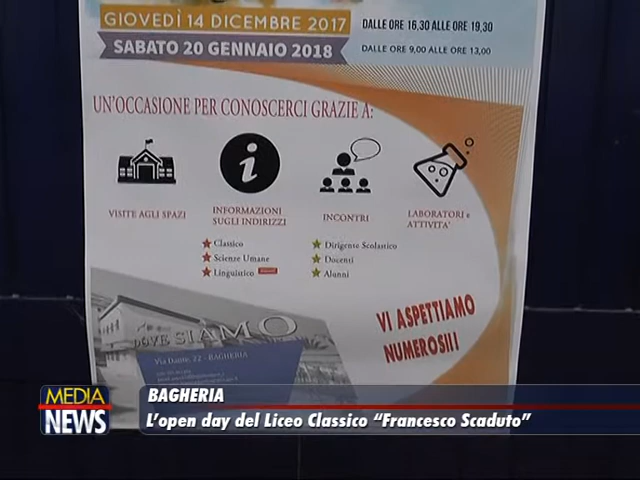 GIOVEDÌ 14 DICEMBRE 2017
DALLE ORE 16,30 ALLE ORE 19,30
SABATO 20 GENNAIO 2018
DALLE ORE 9,00 ALLE ORE 13,00
UN'OCCASIONE PER CONOSCERCI GRAZIE A:
VISITE AGLI SPAZI
INFORMAZIONI
SUGLI INDIRIZZI
INCONTRI
LABORATORI e
ATTIVITA'
Classico
Scienze Umane
Linguistico
Dirigente Scolastico
Docenti
Alunni
DOVE SIAMO
Via Dante, 22 - BAGHERIA
VI ASPETTIAMO
NUMEROSI!!
MEDIA
NEWS
BAGHERIA
L'open day del Liceo Classico “Francesco Scaduto”